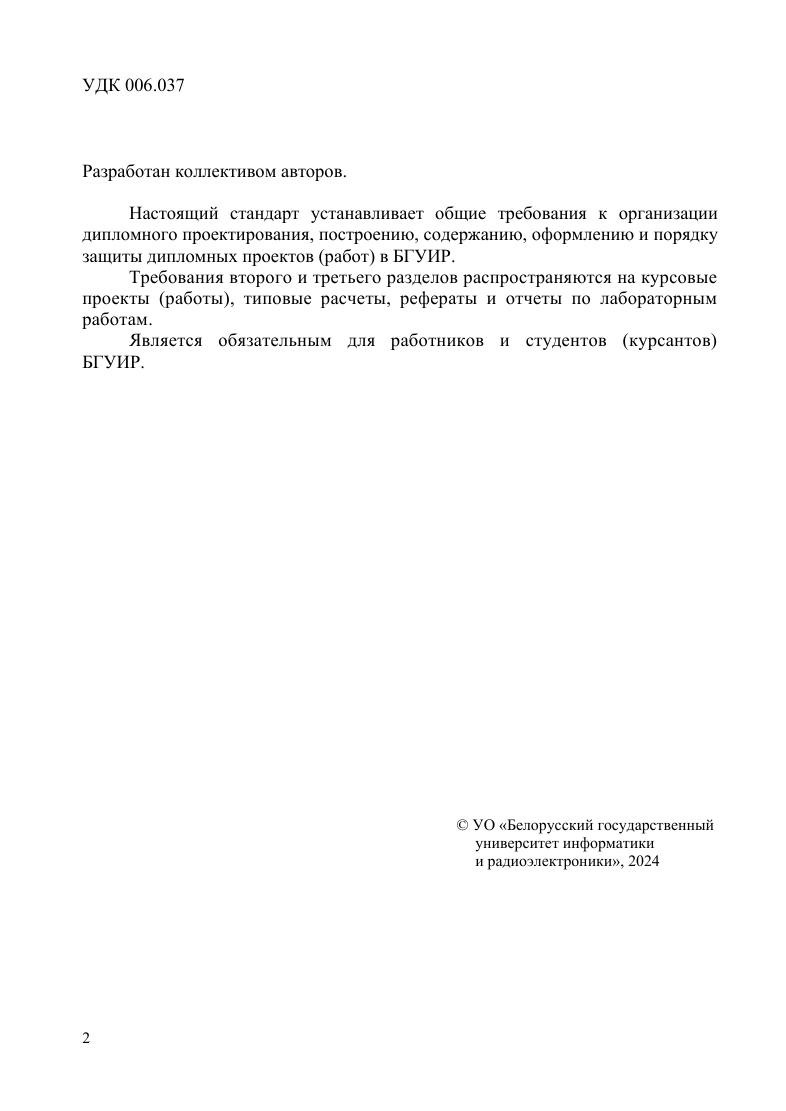 УДК 006.037
Разработан коллективом авторов.
Настоящий стандарт устанавливает общие требования к организации
дипломного проектирования, построению, содержанию, оформлению и порядку
защиты дипломных проектов (работ) в БГУИР.
Требования второго и третьего разделов распространяются на курсовые
проекты (работы), типовые расчеты, рефераты и отчеты по лабораторным
работам.
Является обязательным для работников и студентов (курсантов)
БГУИР.
© УО «Белорусский государственный
университет информатики
и радиоэлектроники», 2024
2